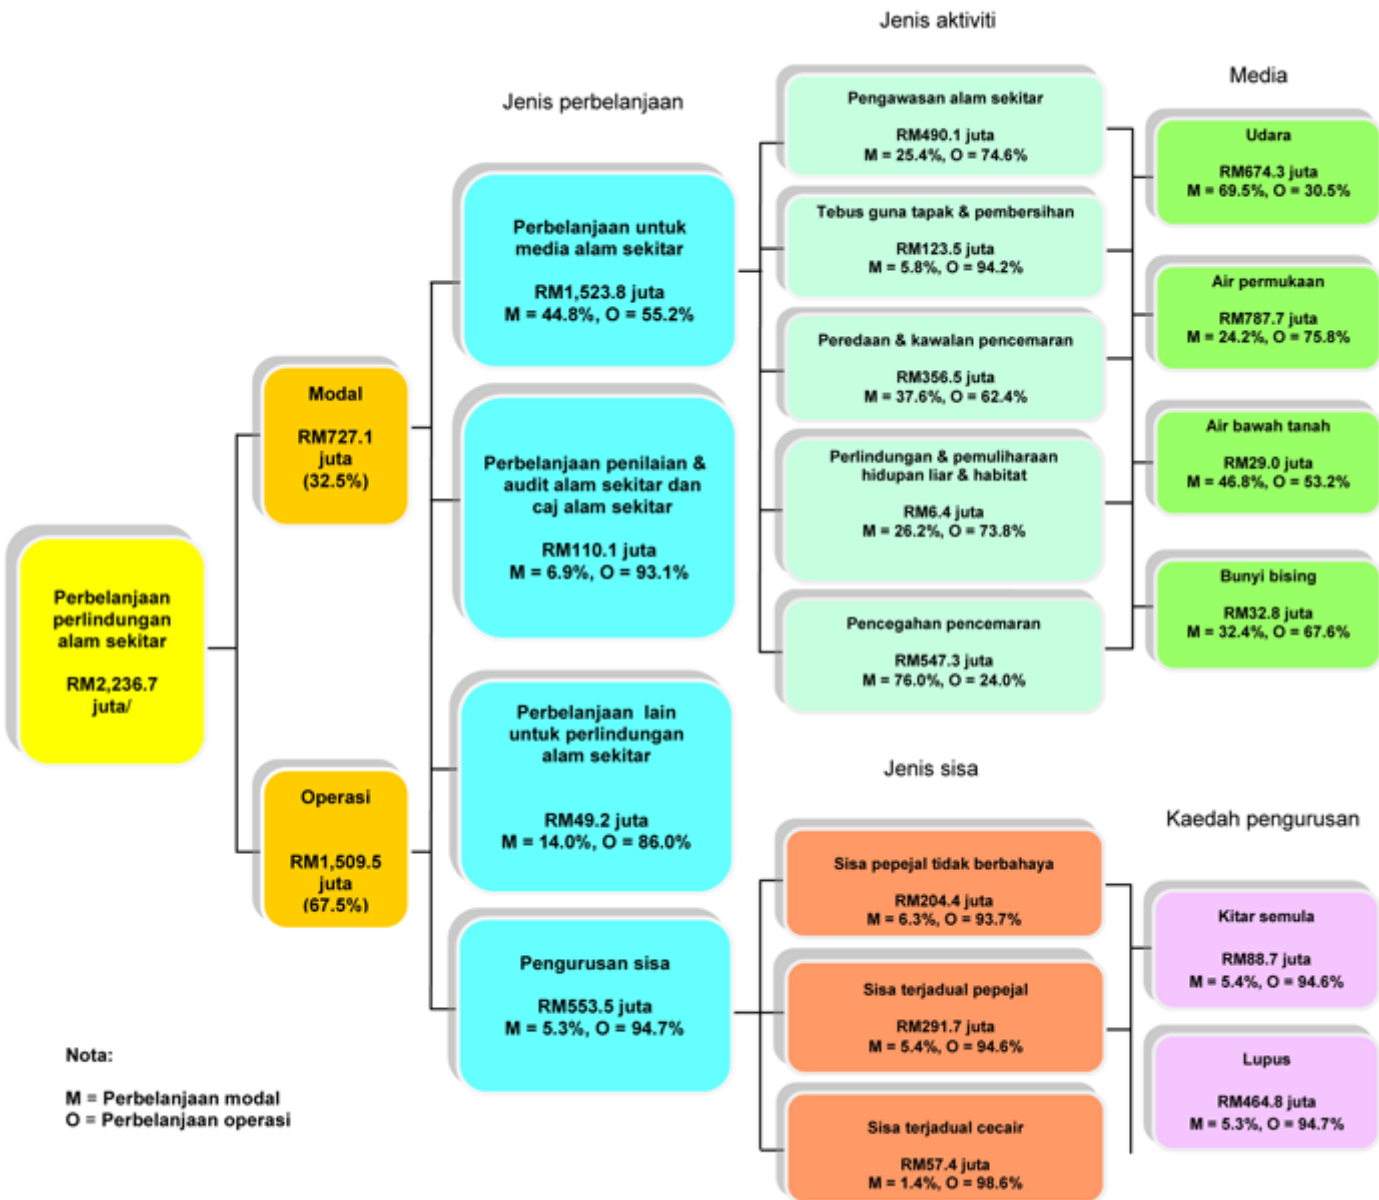 Jenis aktiviti
Media
Jenis perbelanjaan
Perbelanjaan
perlindungan
alam sekitar
RM2,236.7
juta/
Modal
RM727.1
juta
(32.5%)
Operasi
RM1,509.5
juta
(67.5%)
Perbelanjaan untuk
media alam sekitar
RM1,523.8 juta
M = 44.8%, O = 55.2%
Perbelanjaan penilaian &
audit alam sekitar dan
caj alam sekitar
RM110.1 juta
M = 6.9%, O = 93.1%
Perbelanjaan lain
untuk perlindungan
alam sekitar
RM49.2 juta
M = 14.0%, O = 86.0%
Pengurusan sisa
RM553.5 juta
M = 5.3%, O = 94.7%
Pengawasan alam sekitar
RM490.1 juta
M = 25.4%, O = 74.6%
Tebus guna tapak & pembersihan
RM123.5 juta
M = 5.8%, O = 94.2%
Peredaan & kawalan pencemaran
RM356.5 juta
M = 37.6%, O = 62.4%
Perlindungan & pemuliharaan
hidupan liar & habitat
RM6.4 juta
M = 26.2%, O = 73.8%
Pencegahan pencemaran
RM547.3 juta
M = 76.0%, O = 24.0%
Udara
RM674.3 juta
M = 69.5%, O = 30.5%
Air permukaan
RM787.7 juta
M = 24.2%, O = 75.8%
Air bawah tanah
RM29.0 juta
M = 46.8%, O = 53.2%
Bunyi bising
RM32.8 juta
M = 32.4%, O = 67.6%
Jenis sisa
Kaedah pengurusan
Sisa pepejal tidak berbahaya
RM204.4 juta
M = 6.3%, O = 93.7%
Sisa terjadual pepejal
RM291.7 juta
M = 5.4%, O = 94.6%
Sisa terjadual cecair
RM57.4 juta
M = 1.4%, O = 98.6%
Kitar semula
RM88.7 juta
M = 5.4%, O = 94.6%
Lupus
RM464.8 juta
M = 5.3%, O = 94.7%
Nota:
M = Perbelanjaan modal
O = Perbelanjaan operasi